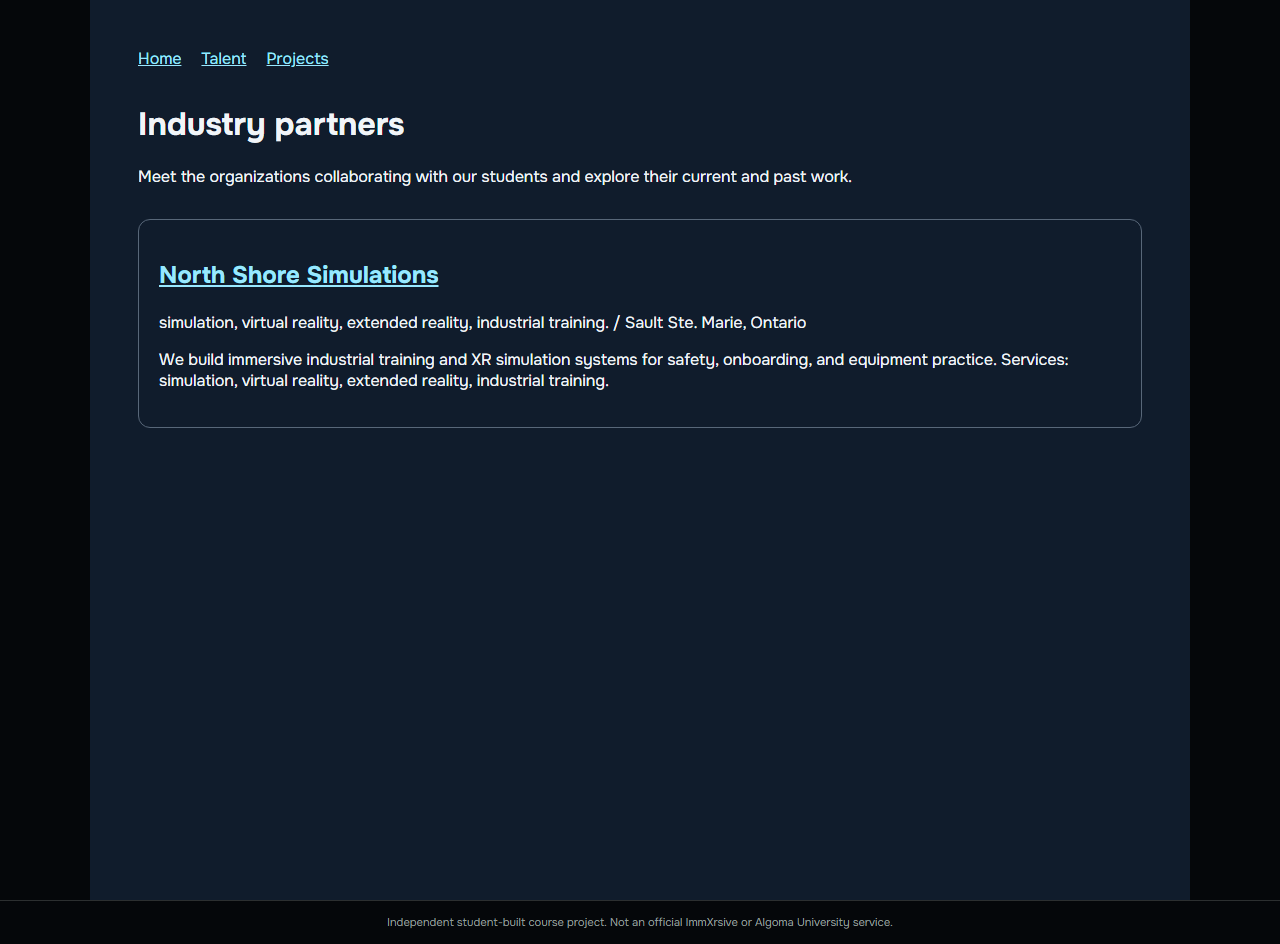 Home Talent Projects
Industry partners
Meet the organizations collaborating with our students and explore their current and past work.
North Shore Simulations
simulation, virtual reality, extended reality, industrial training. / Sault Ste. Marie, Ontario
We build immersive industrial training and XR simulation systems for safety, onboarding, and equipment practice. Services:
simulation, virtual reality, extended reality, industrial training.
Independent student-built course project. Not an official ImmXrsive or Algoma University service.